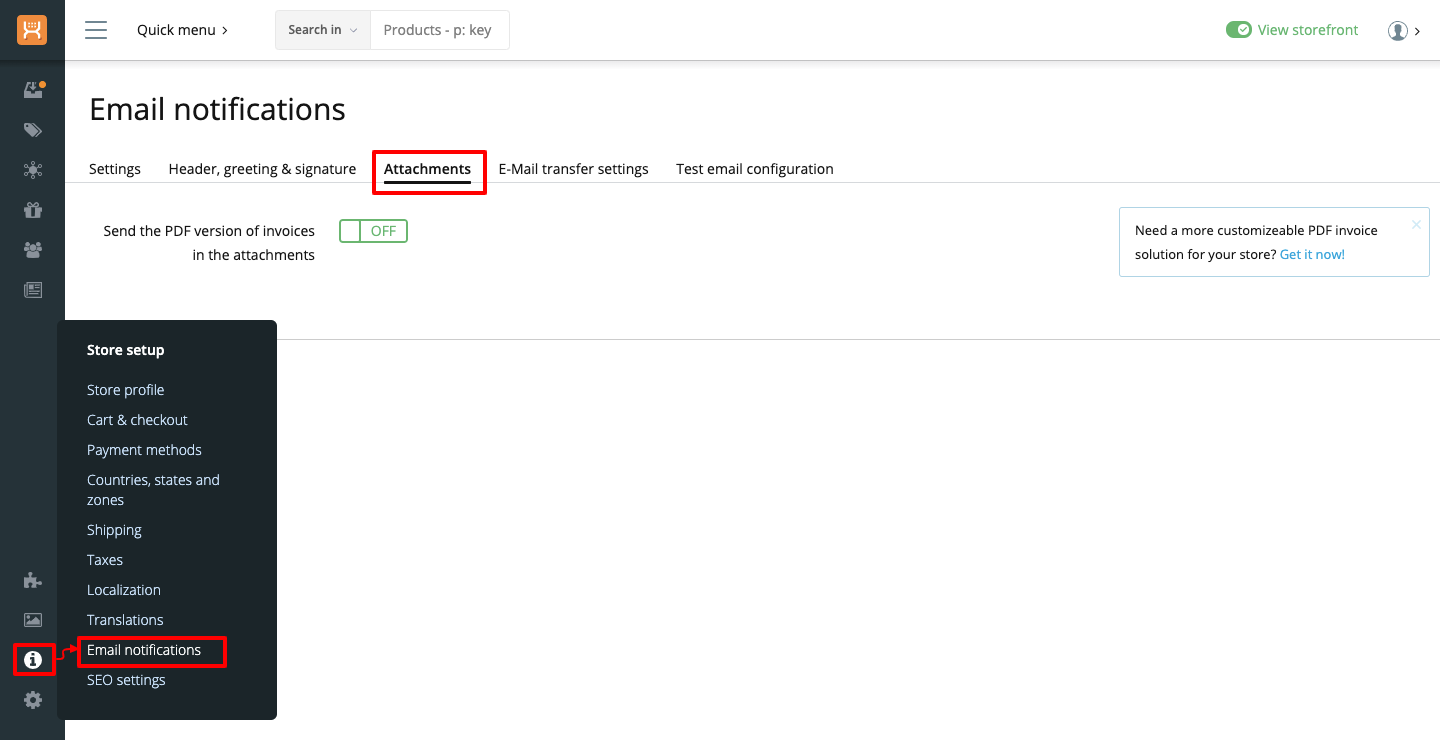 Quick menu
Search in
Products - p: key
View storefront
Email notifications
Settings
Header, greeting & signature
Attachments
E-Mail transfer settings
Test email configuration
Send the PDF version of invoices
in the attachments
OFF
Need a more customizeable PDF invoice
solution for your store? Get it now!
Store setup
Store profile
Cart & checkout
Payment methods
Countries, states and
zones
Shipping
Taxes
Localization
Translations
Email notifications
SEO settings